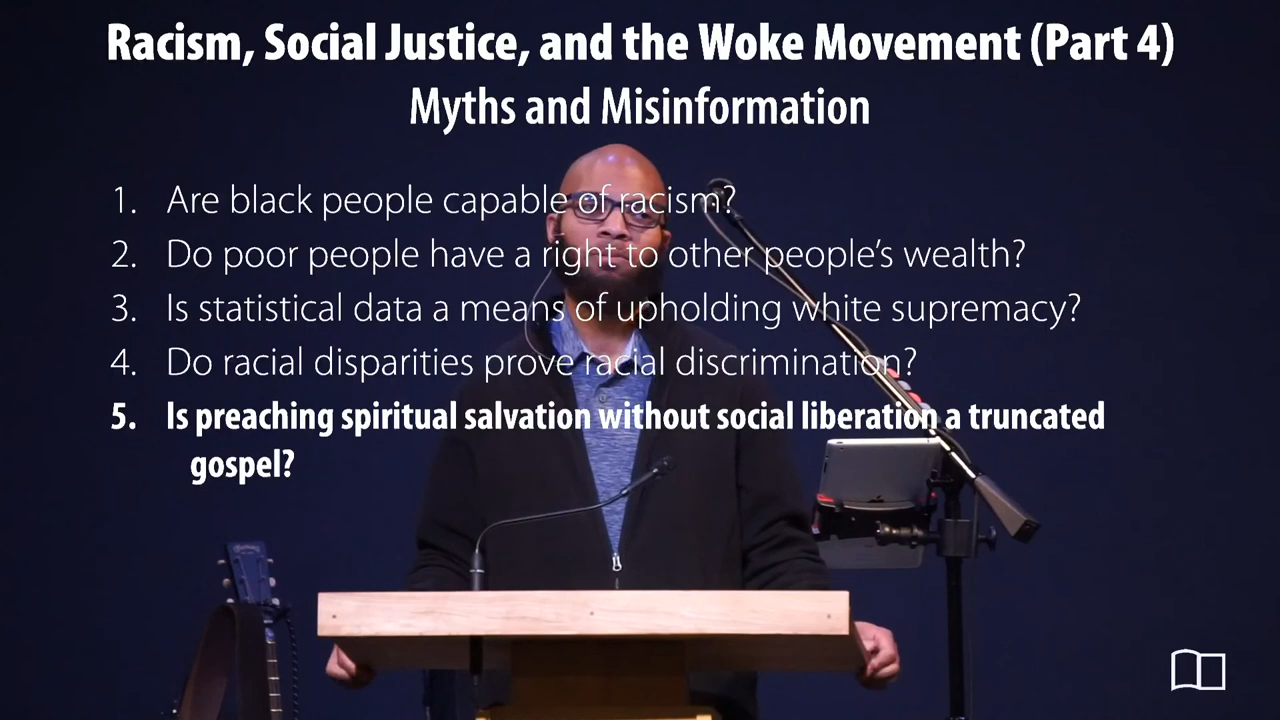 Racism, Social Justice, and the Woke Movement (Part 4)
Myths and Misinformation
1. Are black people capable of racism?
2. Do poor people have a right to other people's wealth?
3. Is statistical data a means of upholding white supremacy?
4. Do racial disparities prove racial discrimination?
5. Is preaching spiritual salvation without social liberation a truncated
gospel?